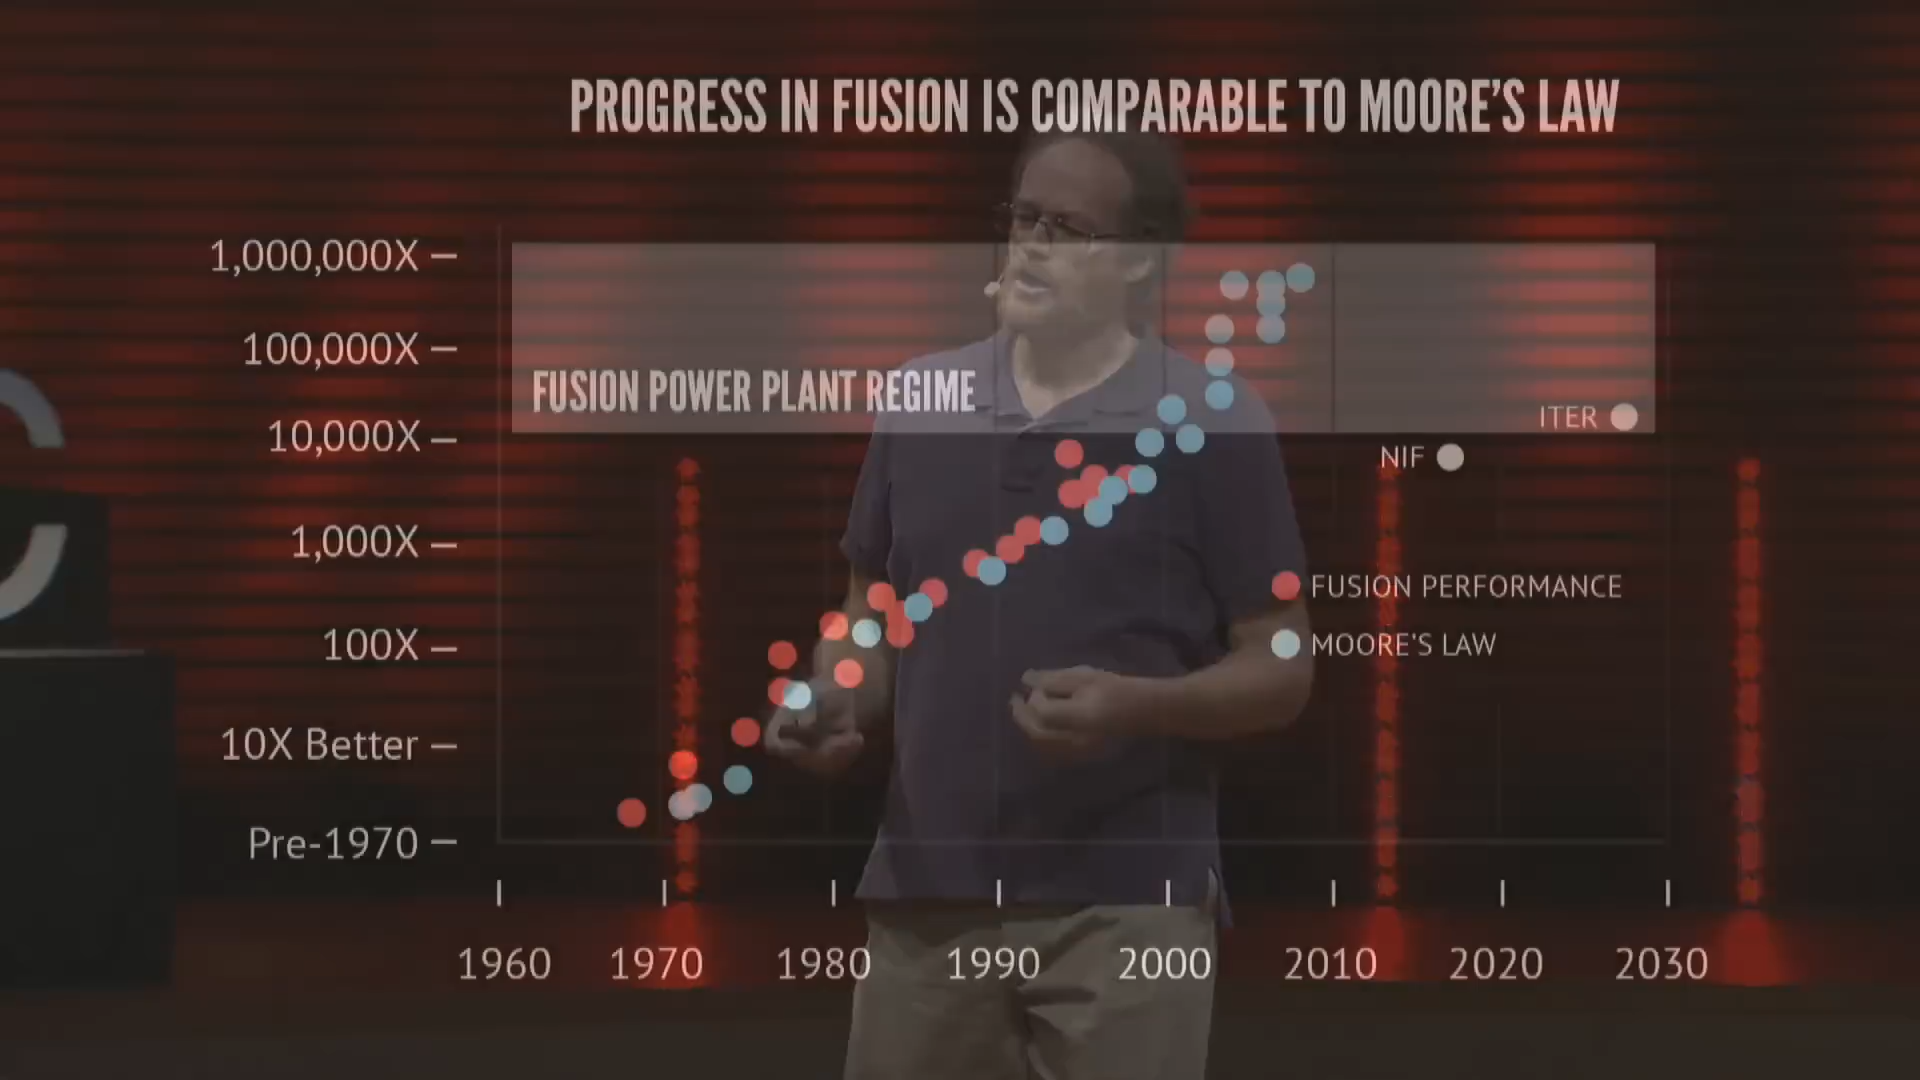 PROGRESS IN FUSION IS COMPARABLE TO MOORE'S LAW
1,000,000X
100,000X
FUSION POWER PLANT REGIME
10,000X
ITER
NIF
1,000X
FUSION PERFORMANCE
100X
MOORE'S LAW
10X Better
Pre-1970
1960 1970 1980 1990 2000 2010 2020 2030